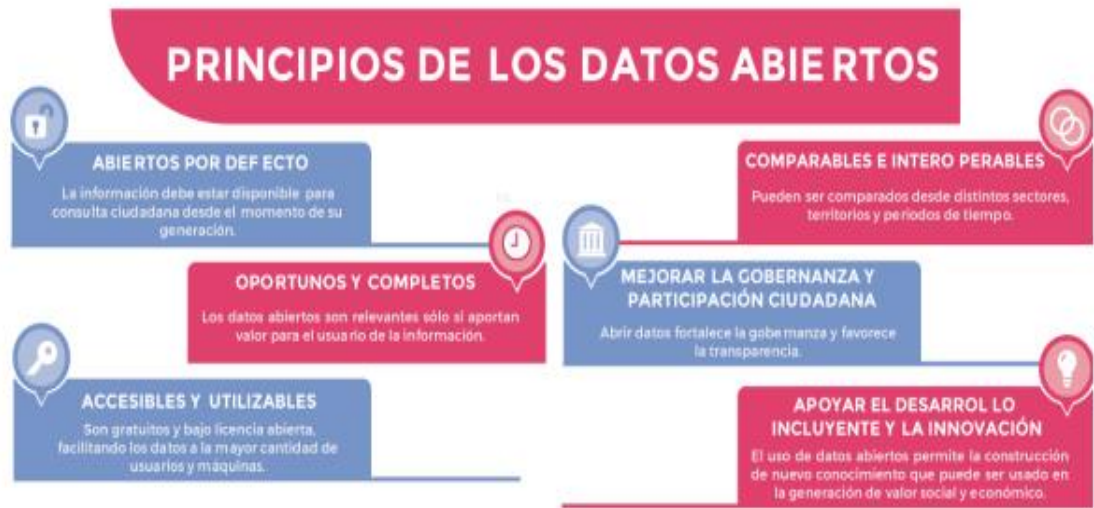 PRINCIPIOS DE LOS DATOS ABIERTOS
ABIERTOS POR DEFECTO
La información debe estar disponible para
consulta ciudadana desde el momento de su
generación.
OPORTUNOS Y COMPLETOS
Los datos abiertos son relevantes sólo si aportan
valor para el usuario de la información.
ACCESIBLES Y UTILIZABLES
Son gratuitos y bajo licencia abierta,
facilitando los datos a la mayor cantidad de
usuarios y máquinas.
COMPARABLES E INTERO PERABLES
Pueden ser comparados desde distintos sectores,
territorios y periodos de tiempo.
MEJORAR LA GOBERNANZA Y
PARTICIPACIÓN CIUDADANA
Abrir datos fortalece la gobernanza y favorece
la transparencia.
APOYAR EL DESARROL LO
INCLUYENTE Y LA INNOVACIÓN
El uso de datos abiertos permite la construcción
de nuevo conocimiento que puede ser usado en
la generación de valor social y económico.